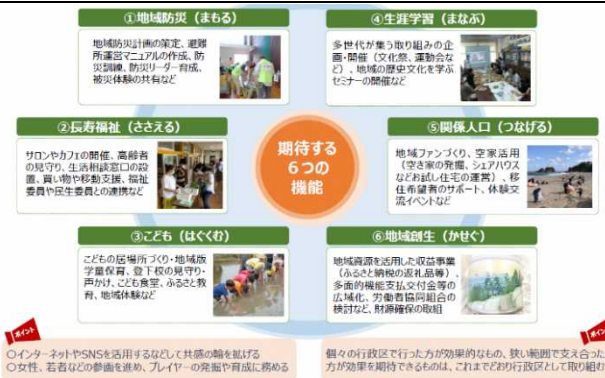 ①地域防災（まもる）
地域防災計画の策定、避難
所運営マニュアルの作成、防
災訓練、防災リーダー育成、
被災体験の共有など
②長寿福祉（ささえる）
サロンやカフェの開催、高齢者
の見守り、生活相談窓口の設
置、買い物や移動支援、福祉
委員や民生委員との連携など
③こども（はぐくむ）
こどもの居場所づくり・地域版
学童保育、登下校の見守り・
声かけ、こども食堂、ふるさと教
育、地域体験など
期待する
６つの
機能
④生涯学習（まなぶ）
多世代が集う取り組みの企
画・開催（文化祭、運動会な
ど）、地域の歴史文化を学ぶ
セミナーの開催など
⑤関係人口（つなげる）
地域ファンづくり、空家活用
（空き家の発掘、シェアハウス
などお試し住宅の運営）、移
住希望者のサポート、体験交
流イベントなど
⑥地域創生（かせぐ）
地域資源を活用した収益事業
（ふるさと納税の返礼品等）、
多面的機能支払交付金等の
広域化、労働者協同組合の
検討など、財源確保の取組
ポイント
〇インターネットやSNSを活用するなどして共感の輪を拡げる
〇女性、若者などの参画を進め、プレイヤーの発掘や育成に務める
ポイン
個々の行政区で行った方が効果的なもの、狭い範囲で支え合った
方が効果を期待できるものは、これまでどおり行政区として取り組む